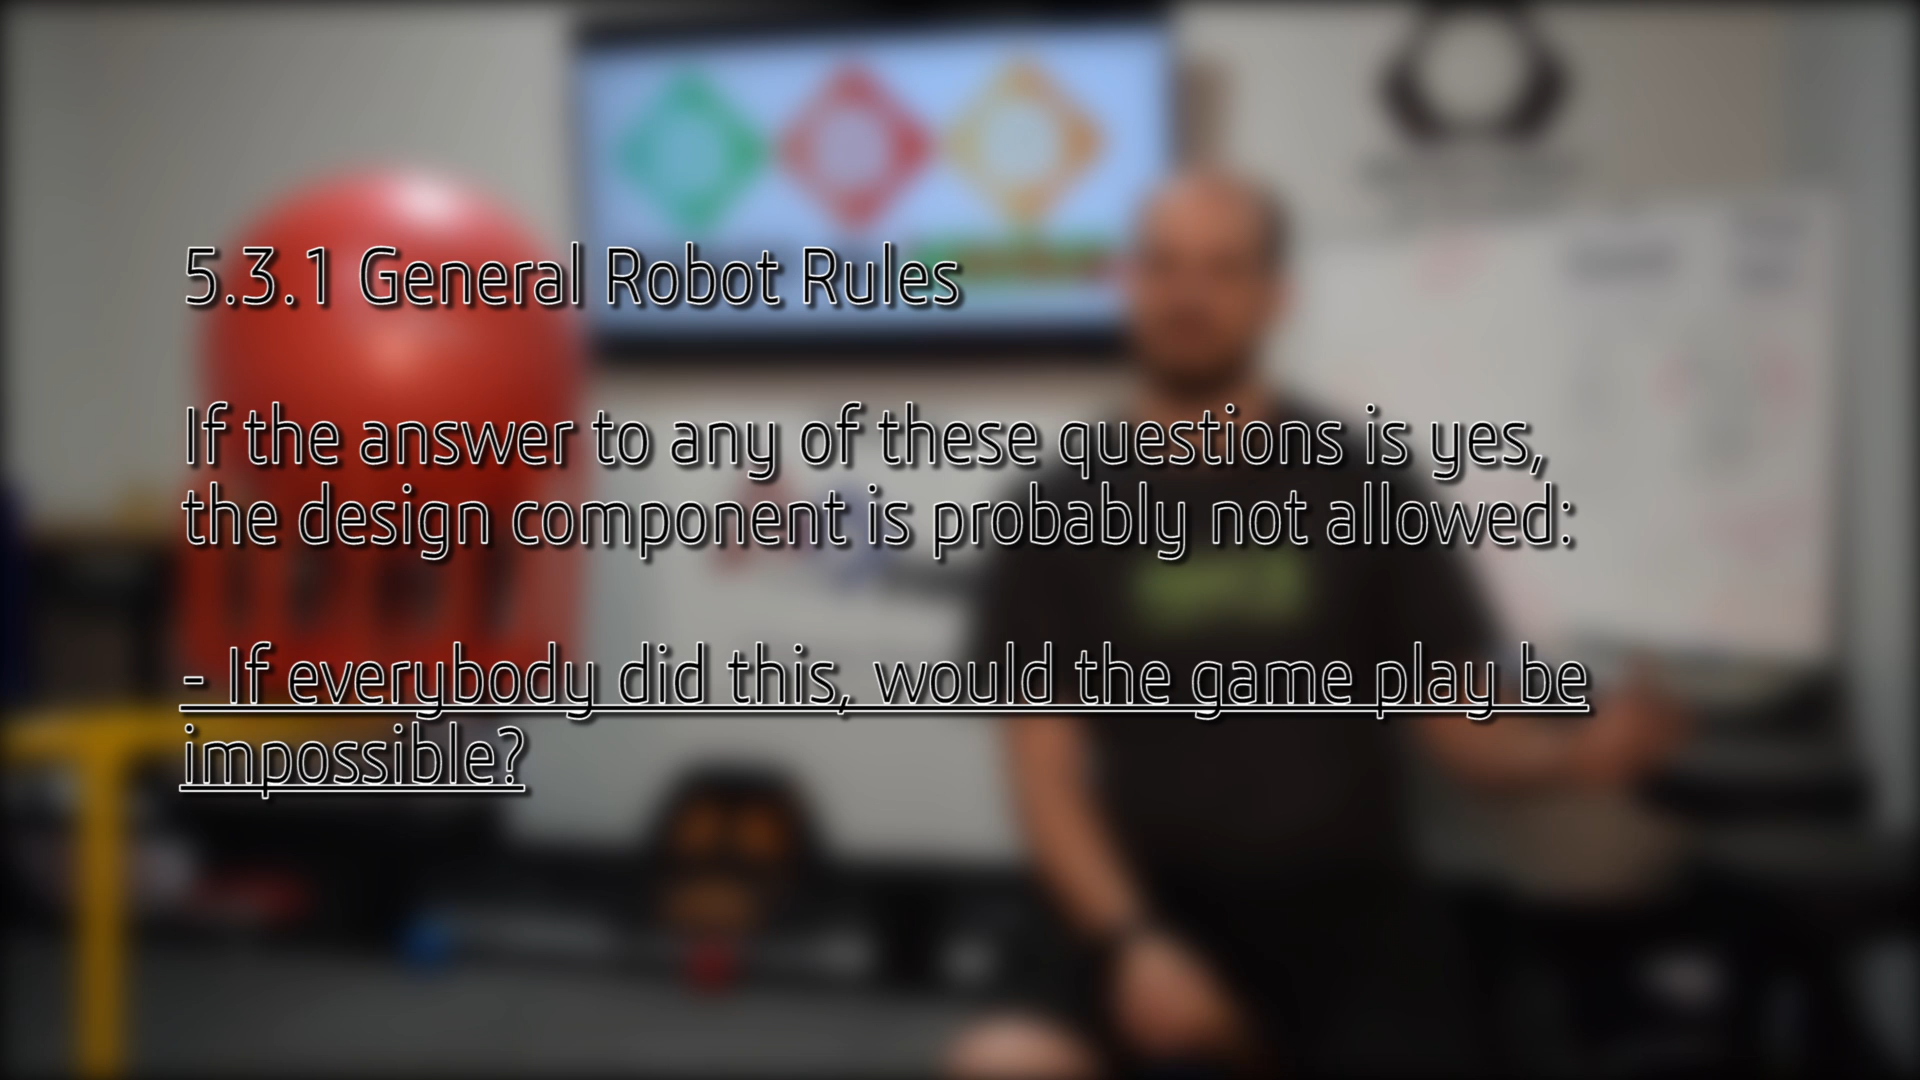 5.3.1 General Robot Rules
If the answer to any of these questions is yes,
the design component is probably not allowed:
- If everybody did this, would the game play be
impossible?